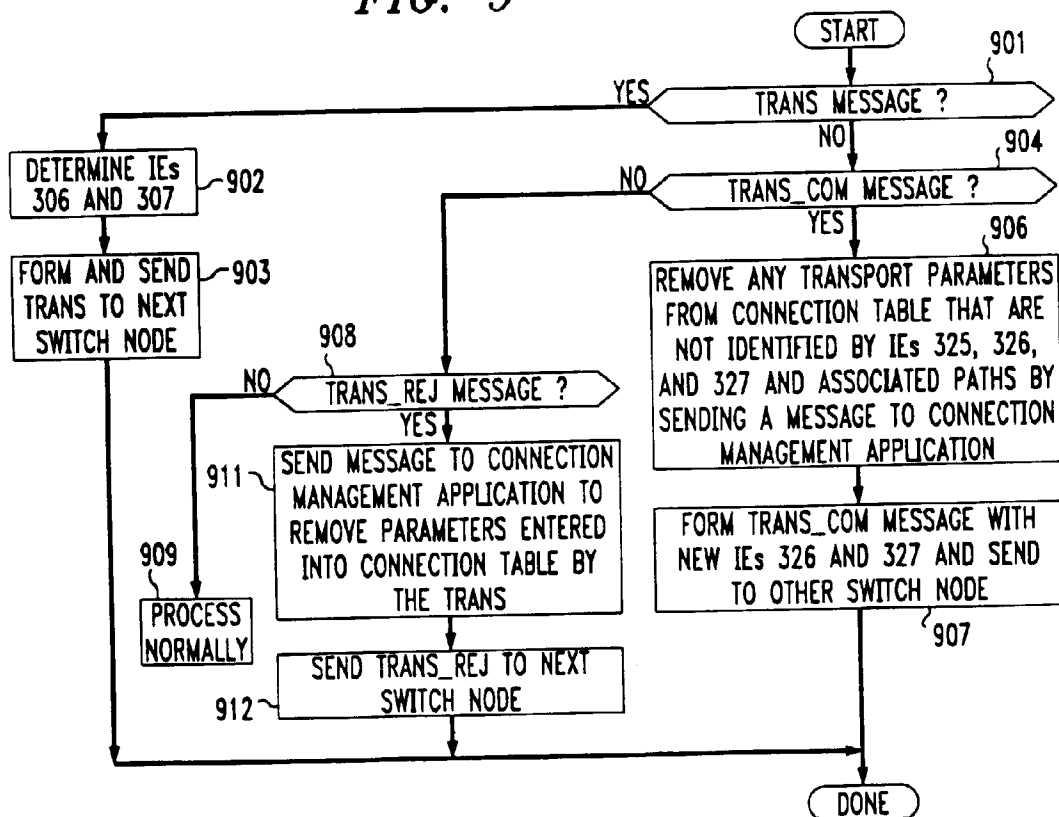 FIG. 9
START
901
TRANS MESSAGE ?
YES
NO
904
TRANS_COM MESSAGE ?
NO
YES
DETERMINE IEs
306 AND 307
902
FORM AND SEND
TRANS TO NEXT
SWITCH NODE
903
906
REMOVE ANY TRANSPORT PARAMETERS
FROM CONNECTION TABLE THAT ARE
NOT IDENTIFIED BY IEs 325, 326,
AND 327 AND ASSOCIATED PATHS BY
SENDING A MESSAGE TO CONNECTION
MANAGEMENT APPLICATION
908
TRANS_REJ MESSAGE ?
NO
YES
911
SEND MESSAGE TO CONNECTION
MANAGEMENT APPLICATION TO
REMOVE PARAMETERS ENTERED
INTO CONNECTION TABLE BY
THE TRANS
FORM TRANS_COM MESSAGE WITH
NEW IEs 326 AND 327 AND SEND
TO OTHER SWITCH NODE
907
909
PROCESS
NORMALLY
SEND TRANS_REJ TO NEXT
SWITCH NODE
912
DONE